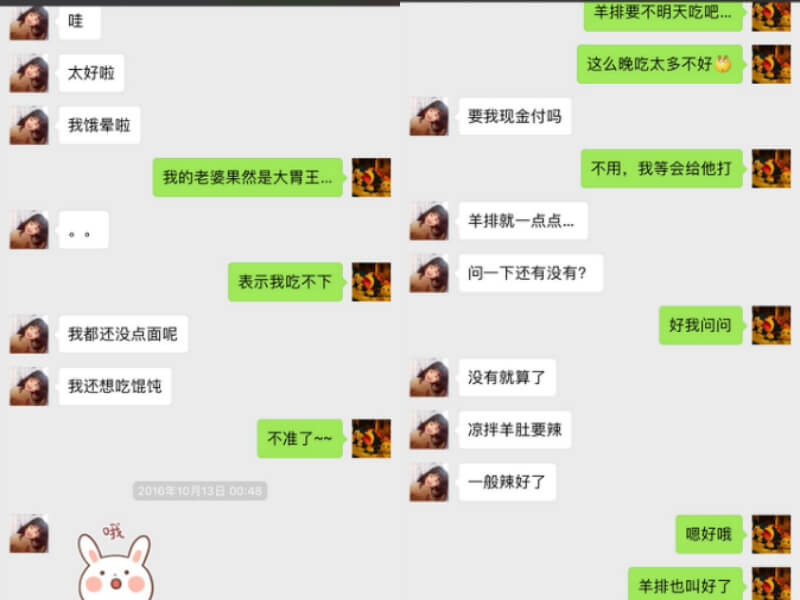 哇
太好啦
我饿晕啦
我的老婆果然是大胃王...
。。
表示我吃不下
我都还没点面呢
我还想吃馄饨
不准了~~
2016年10月13日 00:48
哦
羊排要不明天吃吧...
这么晚吃太多不好
要我现金付吗
不用，我等会给他打
羊排就一点点...
问一下还有没有？
好我问问
没有就算了
凉拌羊肚要辣
一般辣好了
嗯好哦
羊排也叫好了